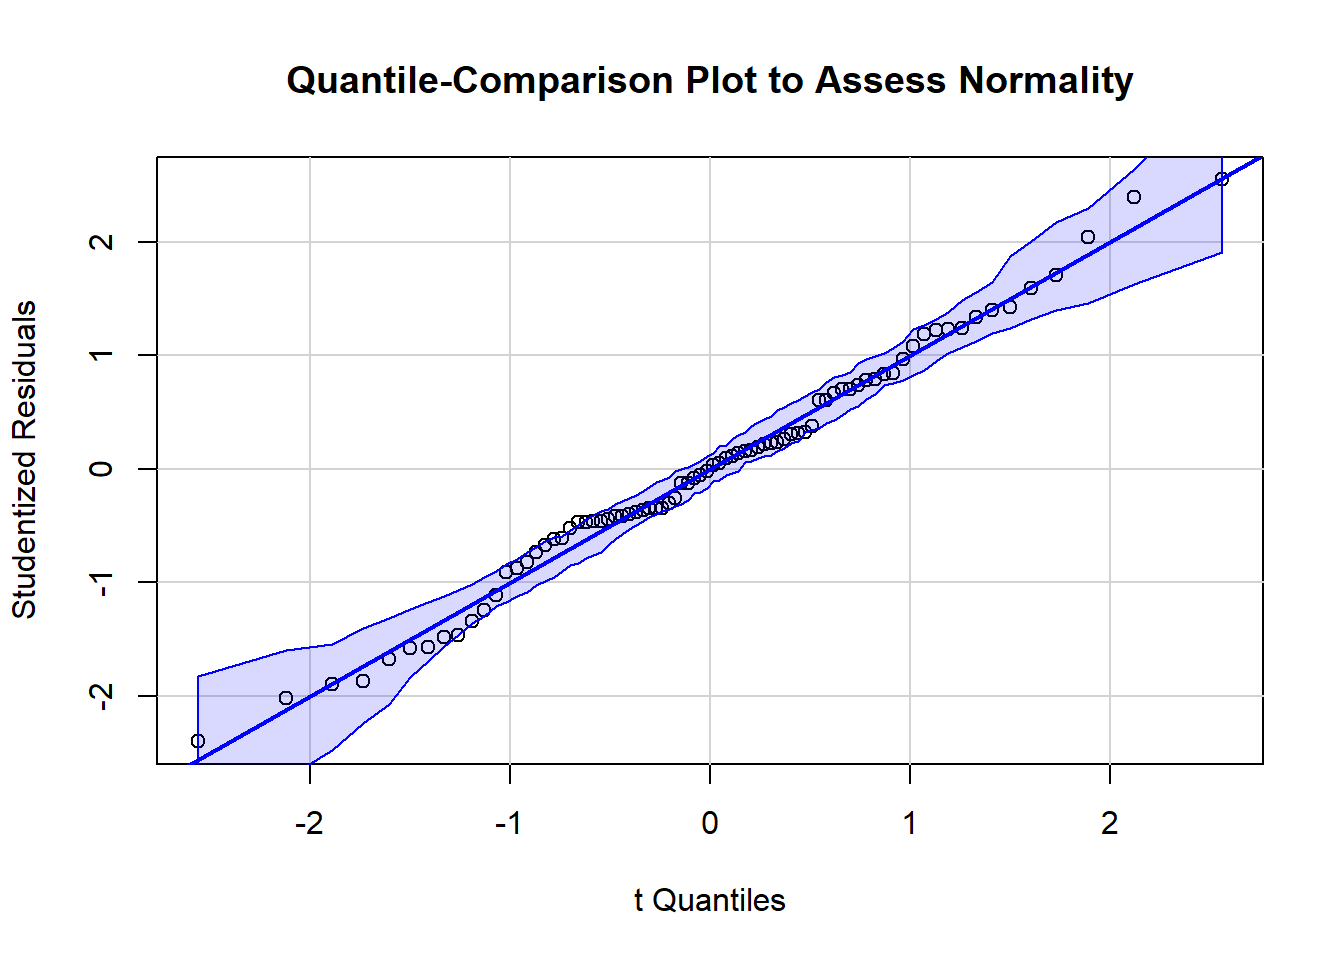 Quantile-Comparison Plot to Assess Normality
Studentized Residuals
2
1
0
-1
-2
-2 -1 0 1 2
t Quantiles